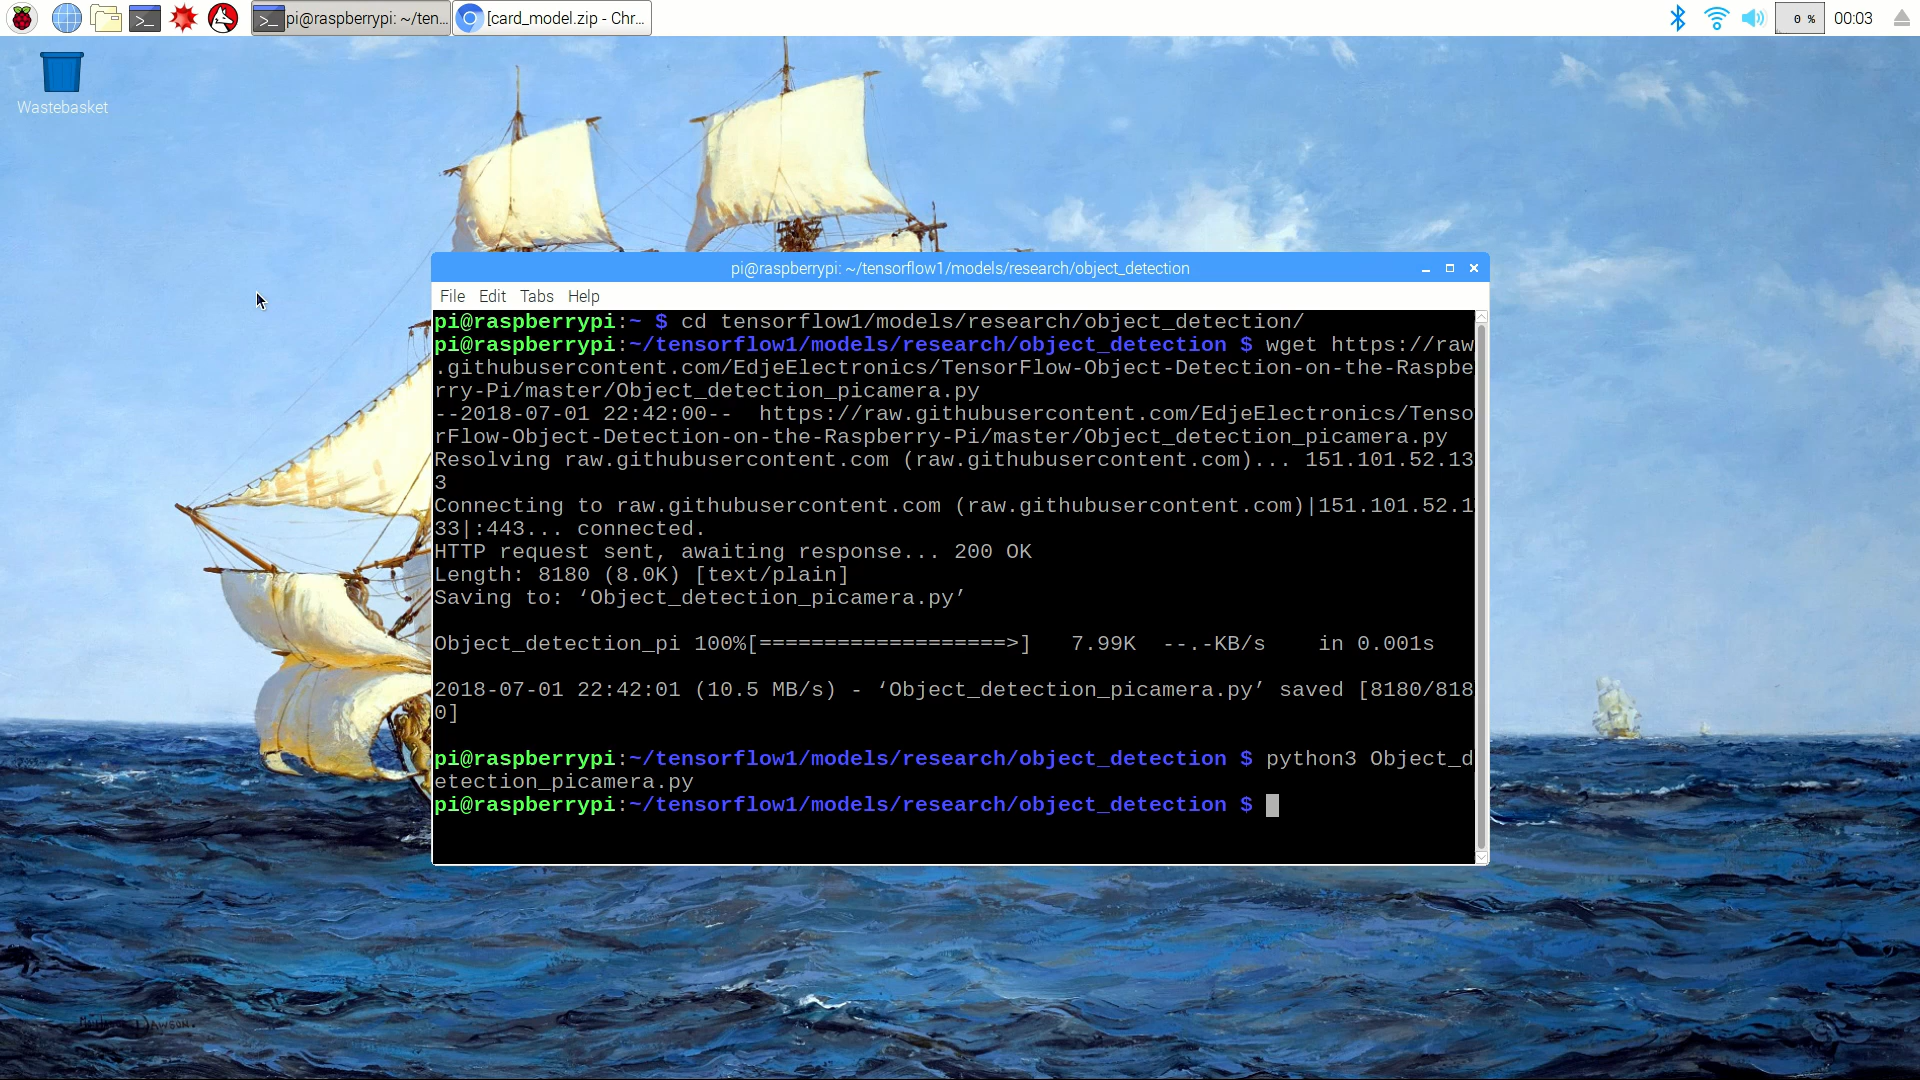 pi@raspberrypi: ~/ten...
[card_model.zip - Chr...
0 %
00:03
Wastebasket
pi@raspberrypi: ~/tensorflow1/models/research/object_detection
File Edit Tabs Help
pi@raspberrypi:~ $ cd tensorflow1/models/research/object_detection/
pi@raspberrypi:~/tensorflow1/models/research/object_detection $ wget https://raw
.githubusercontent.com/EdjeElectronics/TensorFlow-Object-Detection-on-the-Raspbe
rry-Pi/master/Object_detection_picamera.py
--2018-07-01 22:42:00--  https://raw.githubusercontent.com/EdjeElectronics/Tenso
rFlow-Object-Detection-on-the-Raspberry-Pi/master/Object_detection_picamera.py
Resolving raw.githubusercontent.com (raw.githubusercontent.com)... 151.101.52.13
3
Connecting to raw.githubusercontent.com (raw.githubusercontent.com)|151.101.52.1
33|:443... connected.
HTTP request sent, awaiting response... 200 OK
Length: 8180 (8.0K) [text/plain]
Saving to: ‘Object_detection_picamera.py’
Object_detection_pi 100%[===================>]   7.99K  --.-KB/s    in 0.001s
2018-07-01 22:42:01 (10.5 MB/s) - ‘Object_detection_picamera.py’ saved [8180/818
0]
pi@raspberrypi:~/tensorflow1/models/research/object_detection $ python3 Object_d
etection_picamera.py
pi@raspberrypi:~/tensorflow1/models/research/object_detection $